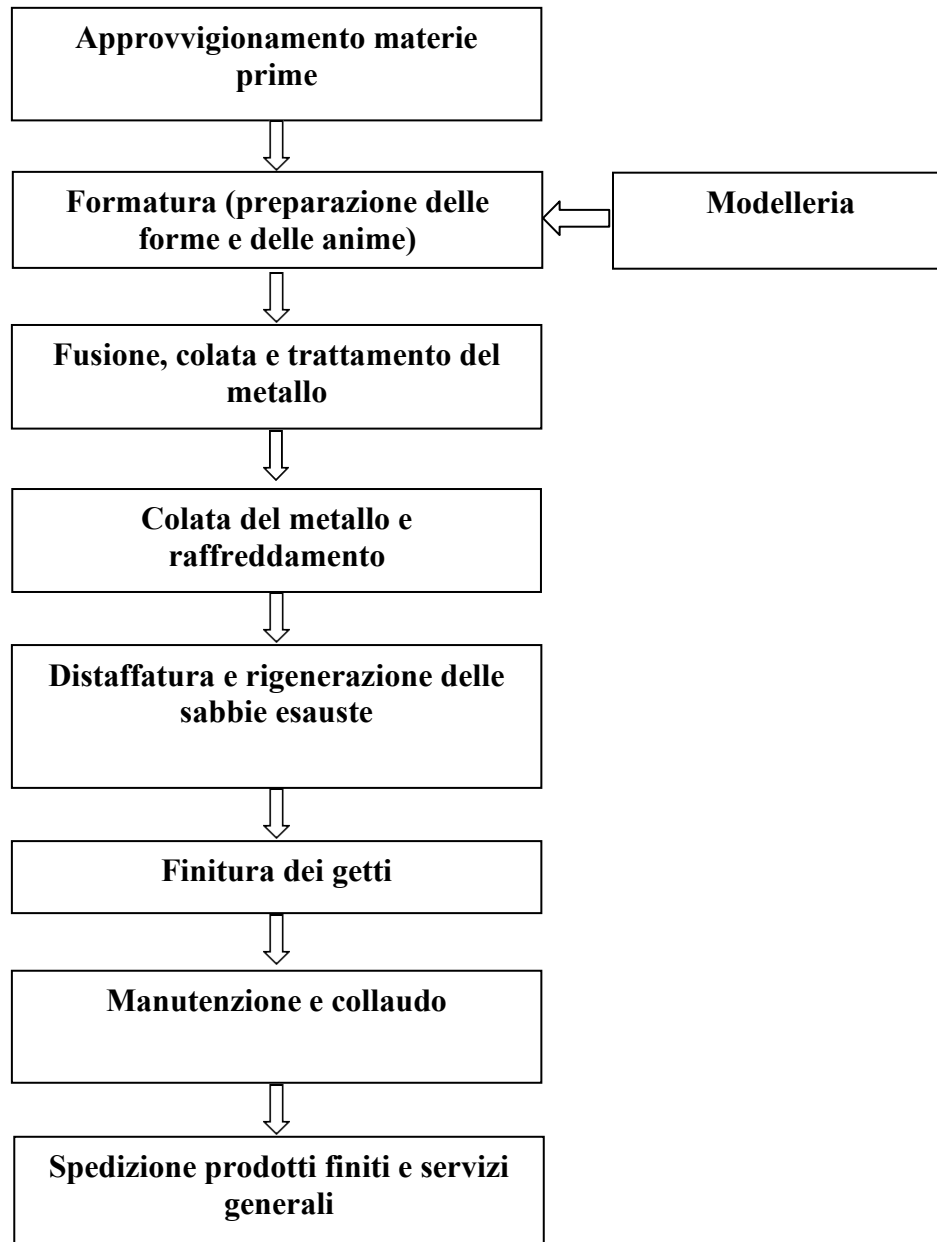 Approvvigionamento materie
prime
Formatura (preparazione delle
forme e delle anime)
Modelleria
Fusione, colata e trattamento del
metallo
Colata del metallo e
raffreddamento
Distaffatura e rigenerazione delle
sabbie esauste
Finitura dei getti
Manutenzione e collaudo
Spedizione prodotti finiti e servizi
generali